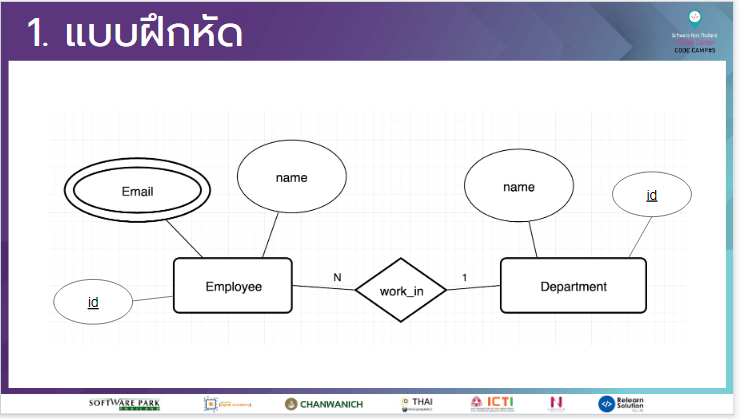 1. แบบฝึกหัด
Software Park Thailand
CODE CAMP#5
Email
name
name
id
N
1
Employee
work_in
Department
id
SOFTWARE PARK
THAILAND
CHANWANICH
THAI
ICTI
Relearn
Solution